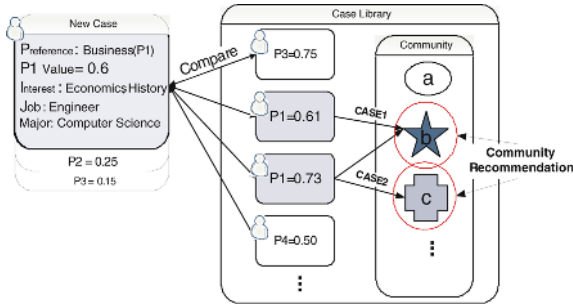 New Case
Preference : Business(P1)
P1 Value = 0.6
Interest : Economics History
Job : Engineer
Major: Computer Science
P2 = 0.25
P3 = 0.15
Compare
Case Library
P3=0.75
P1=0.61
P1=0.73
P4=0.50
CASE1
CASE2
Community
a
b
c
Community
Recommendation